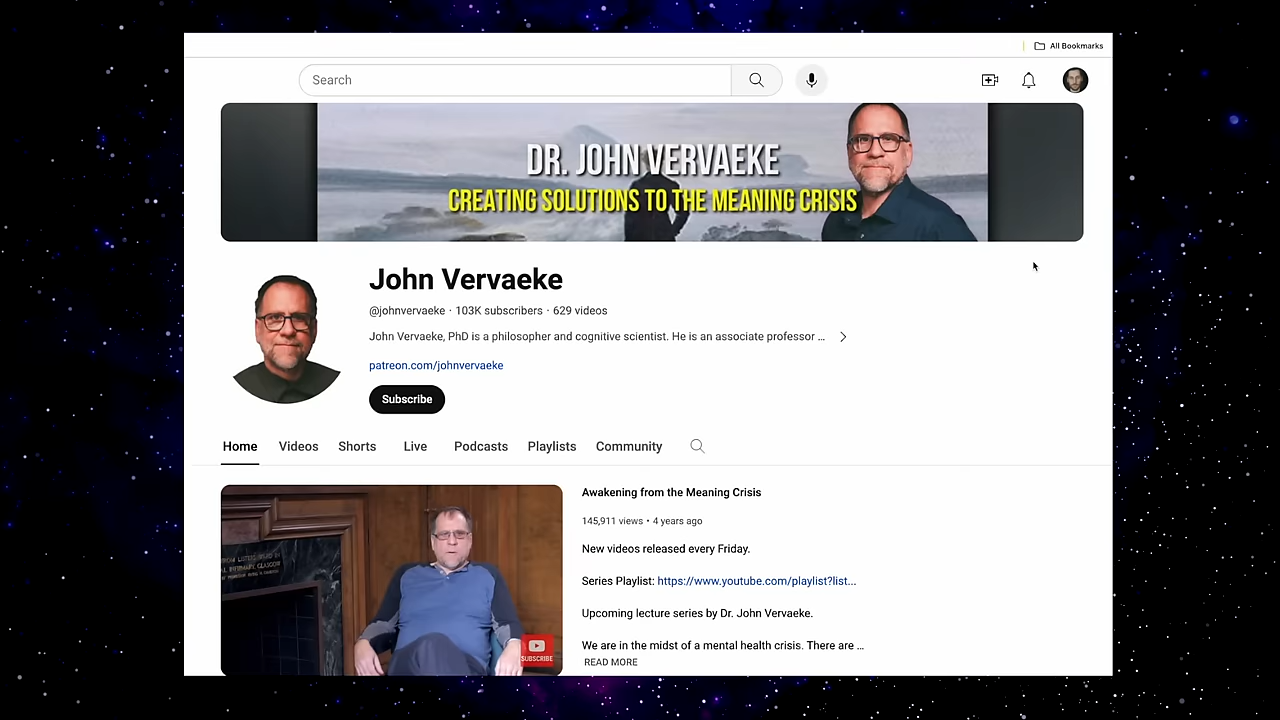 All Bookmarks
Search
DR. JOHN VERVAEKE
CREATING SOLUTIONS TO THE MEANING CRISIS
John Vervaeke
@johnvervaeke · 103K subscribers · 629 videos
John Vervaeke, PhD is a philosopher and cognitive scientist. He is an associate professor ...
patreon.com/johnvervaeke
Subscribe
Home Videos Shorts Live Podcasts Playlists Community
Awakening from the Meaning Crisis
145,911 views • 4 years ago
New videos released every Friday.
Series Playlist: https://www.youtube.com/playlist?list...
Upcoming lecture series by Dr. John Vervaeke.
We are in the midst of a mental health crisis. There are ...
READ MORE
SUBSCRIBE